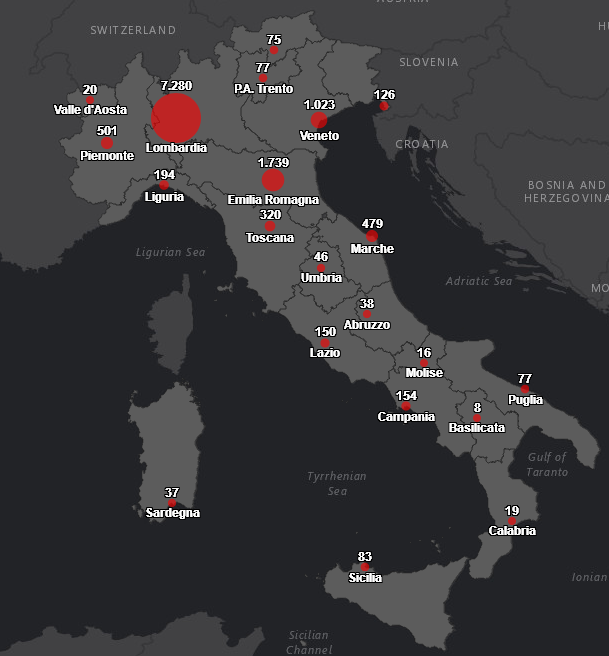 AUSTRIA
SWITZERLAND
75
77
P.A. Trento
SLOVENIA
20
Valle d'Aosta
7.280
Lombardia
1.023
Veneto
126
501
Piemonte
CROATIA
1.739
Emilia Romagna
194
Liguria
BOSNIA AND
HERZEGOVINA
320
Toscana
479
Marche
Ligurian Sea
46
Umbria
Adriatic Sea
MO
38
Abruzzo
150
Lazio
16
Molise
77
Puglia
154
Campania
8
Basilicata
Gulf of
Taranto
Tyrrhenian
Sea
37
Sardegna
19
Calabria
83
Sicilia
Ionian
Sicilian
Channel